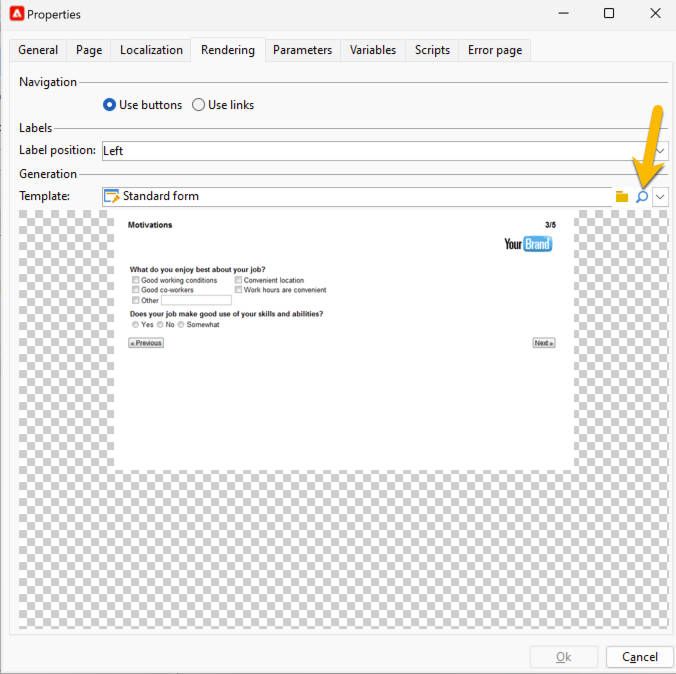 Properties
General Page Localization Rendering Parameters Variables Scripts Error page
Navigation
Use buttons Use links
Labels
Label position: Left
Generation
Template: Standard form
Motivations 3/5
Your Brand
What do you enjoy best about your job?
Good working conditions Convenient location
Good co-workers Work hours are convenient
Other
Does your job make good use of your skills and abilities?
Yes No Somewhat
« Previous Next »
Ok Cancel